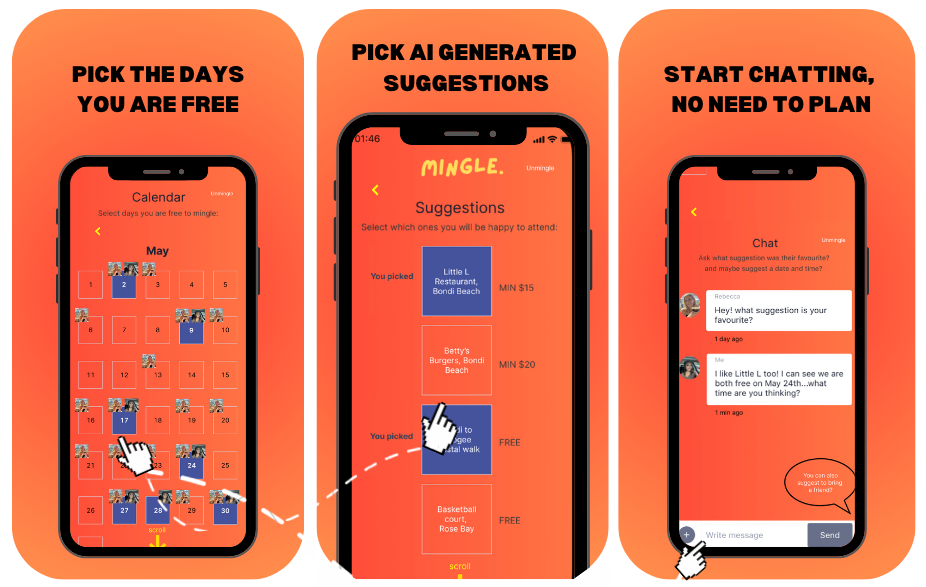 PICK THE DAYS
YOU ARE FREE
Calendar
Unmingle
Select days you are free to mingle:
May
1 2 3 4 5
6 7 8 9 10
11 12 13 14 15
16 17 18 19 20
21 24 25
26 27 28 29 30
scroll
PICK AI GENERATED
SUGGESTIONS
01:46
MINGLE.
Unmingle
Suggestions
Select which ones you will be happy to attend:
You picked
Little L
Restaurant,
Bondi Beach
MIN $15
Betty's
Burgers, Bondi
Beach
MIN $20
You picked
di to
ogee
stal walk
FREE
Basketball
court,
Rose Bay
FREE
scroll
START CHATTING,
NO NEED TO PLAN
Chat
Unmingle
Ask what suggestion was their favourite?
and maybe suggest a date and time?
Rebecca
Hey! what suggestion is your
favourite?
1 day ago
Me
I like Little L too! I can see we are
both free on May 24th...what
time are you thinking?
1 min ago
You can also
suggest to bring
a friend?
+ Write message Send